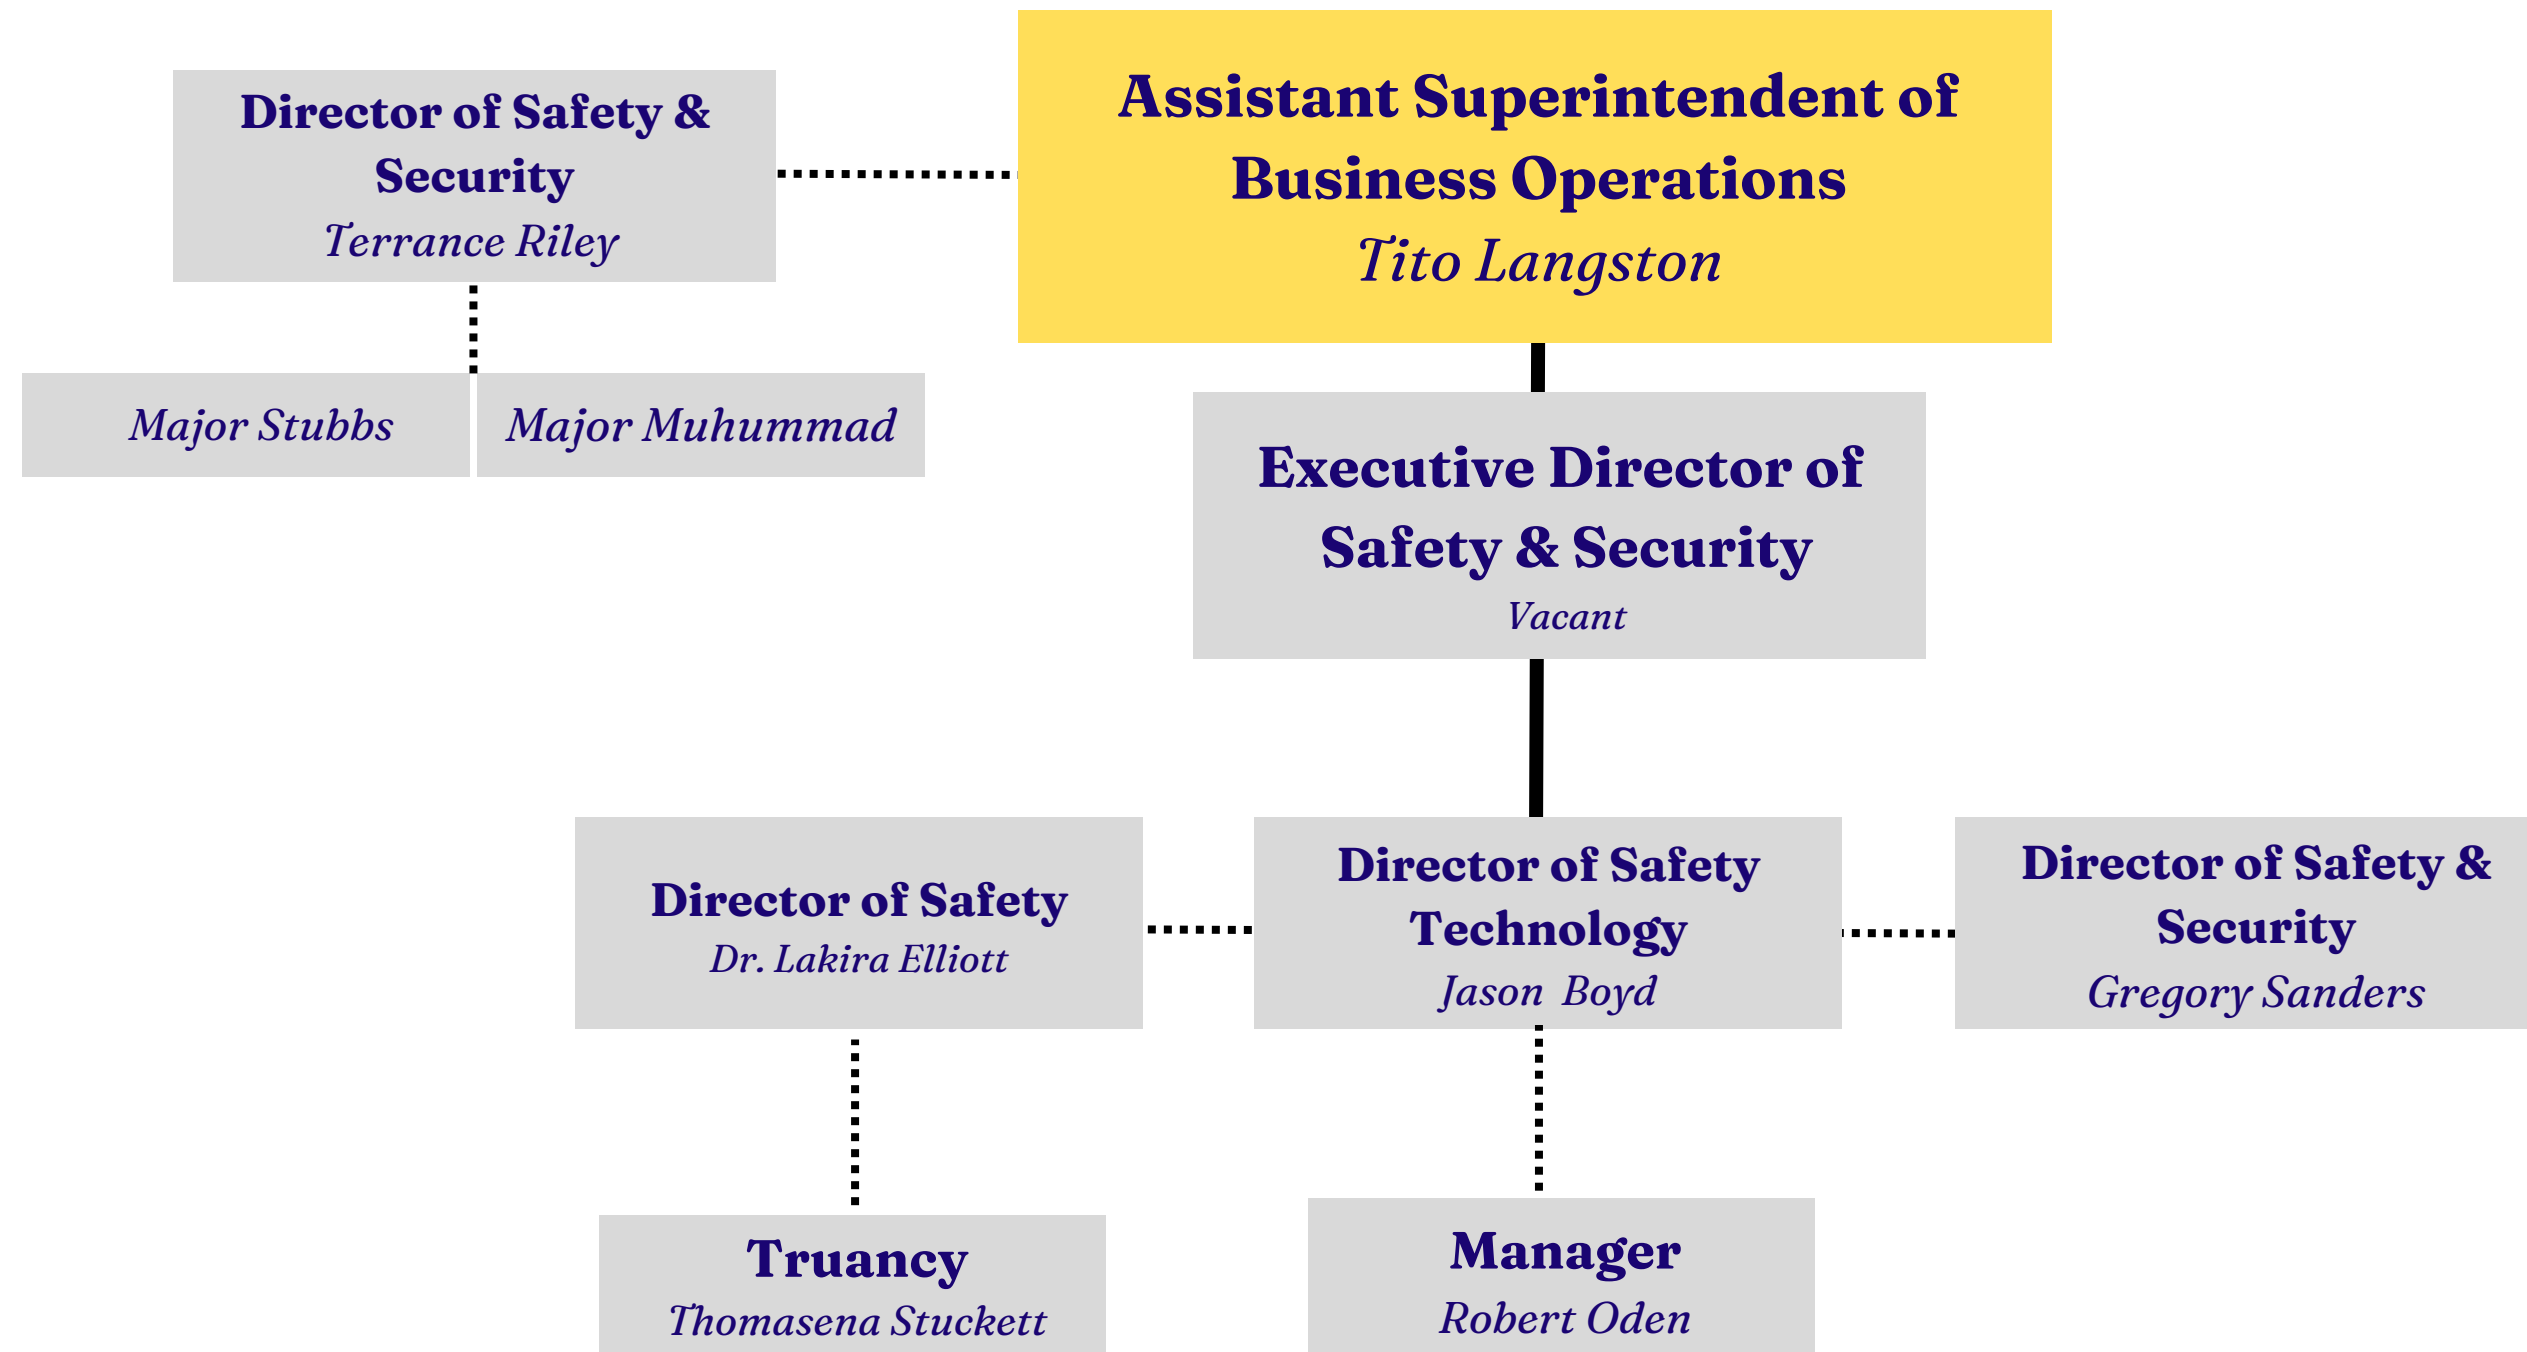 Assistant Superintendent of
Business Operations
Tito Langston
Director of Safety &
Security
Terrance Riley
Major Stubbs
Major Muhummad
Executive Director of
Safety & Security
Vacant
Director of Safety
Dr. Lakira Elliott
Director of Safety
Technology
Jason Boyd
Director of Safety &
Security
Gregory Sanders
Truancy
Thomasena Stuckett
Manager
Robert Oden